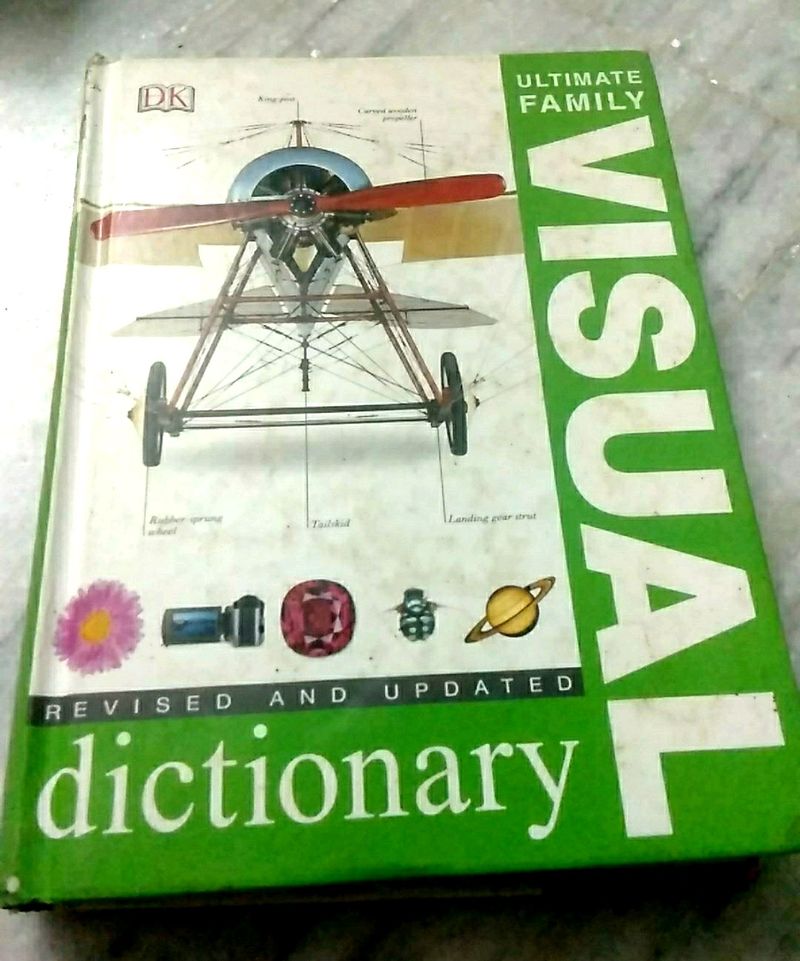 DK
ULTIMATE
FAMILY
VISUAL
King-post
Curved wooden
propeller
Rubber-sprung
wheel
Tailskid
Landing gear strut
REVISED AND UPDATED
dictionary